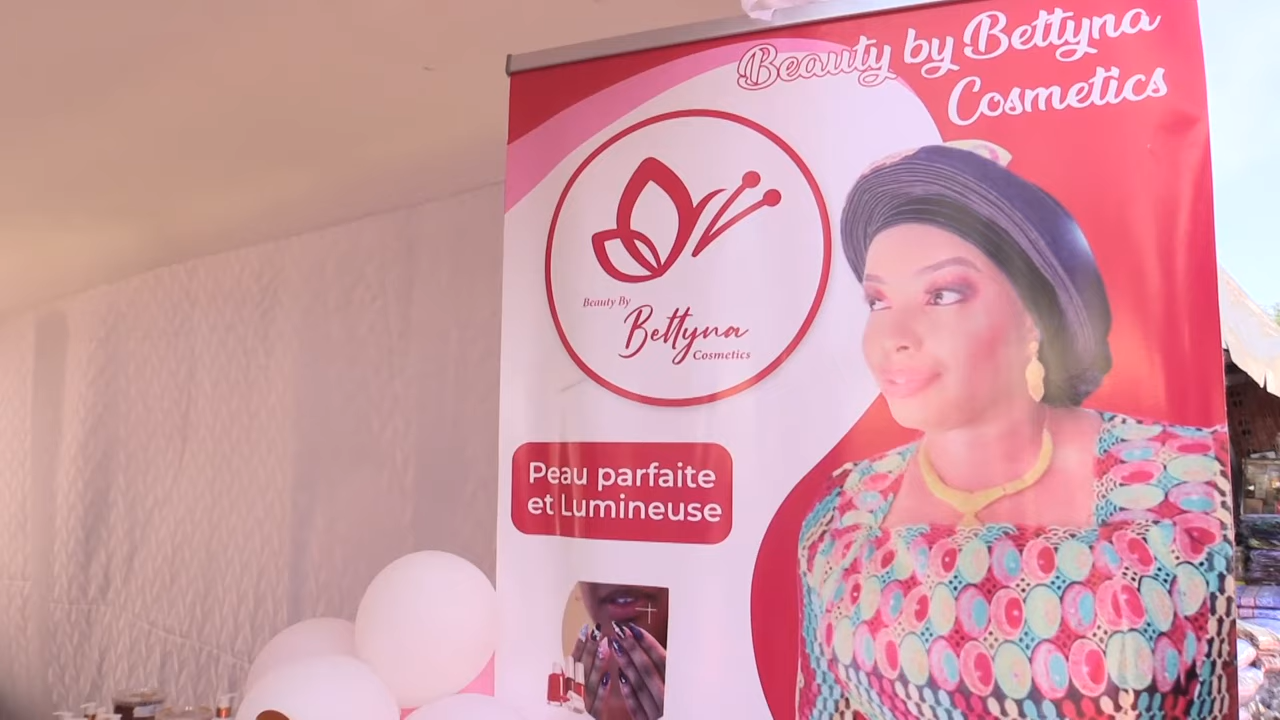 Beauty by Bettyna
Cosmetics
Beauty By
Bettyna
Cosmetics
Peau parfaite
et Lumineuse